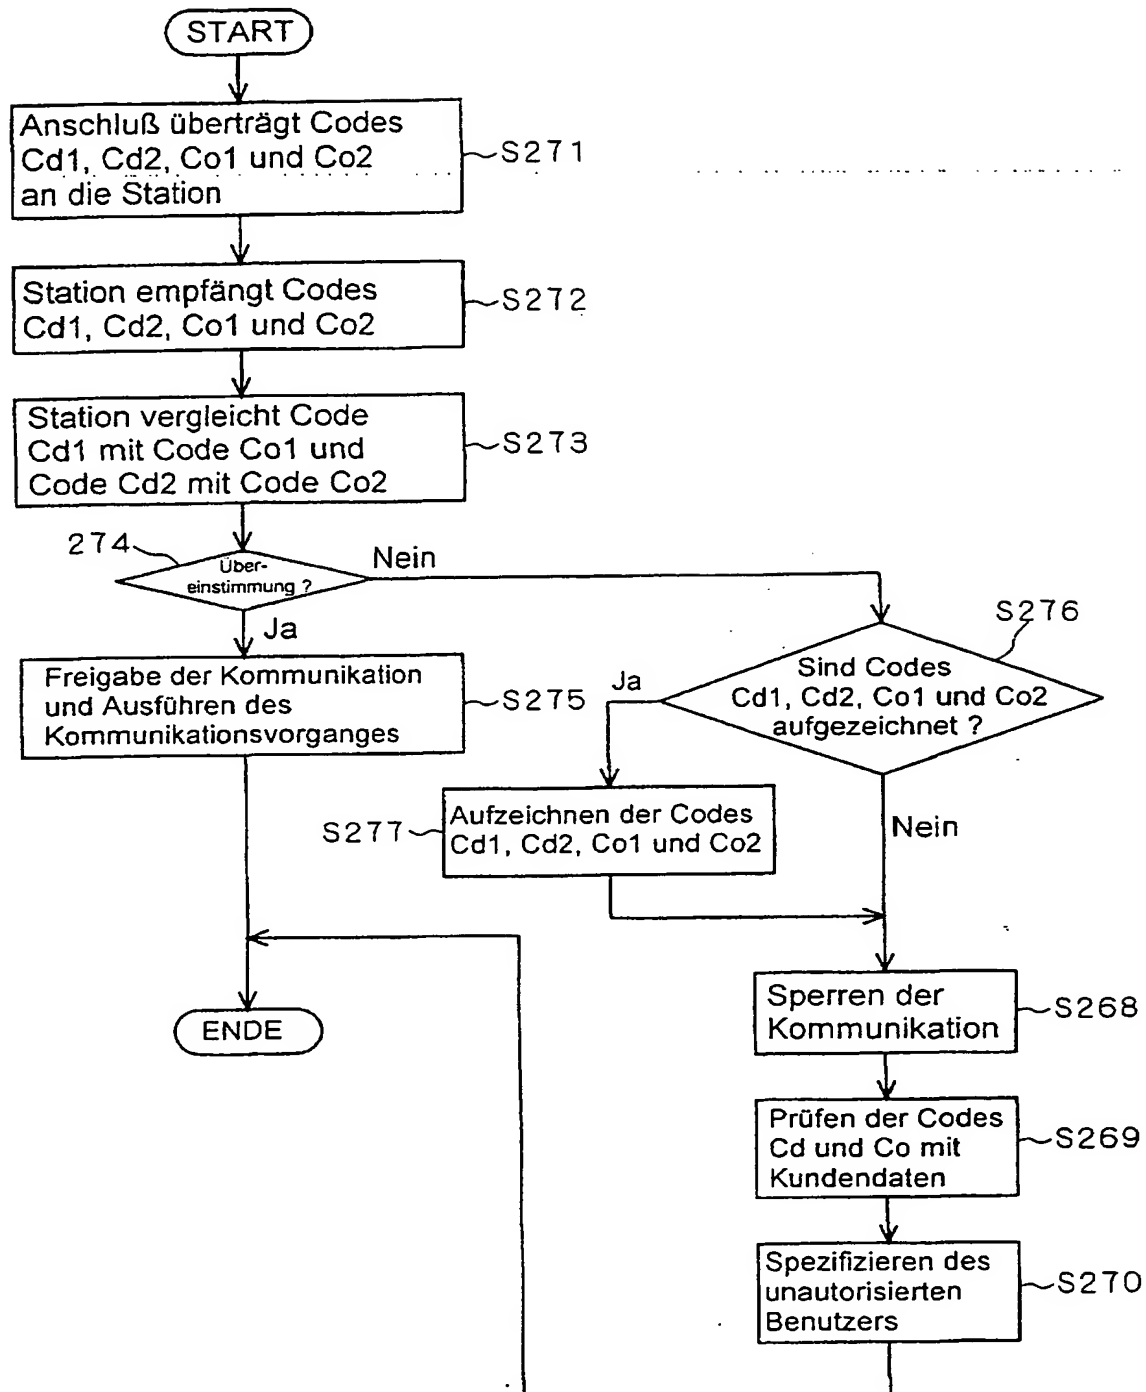 START
Anschluß überträgt Codes
Cd1, Cd2, Co1 und Co2
an die Station
S271
Station empfängt Codes
Cd1, Cd2, Co1 und Co2
S272
Station vergleicht Code
Cd1 mit Code Co1 und
Code Cd2 mit Code Co2
S273
274
Über-
einstimmung ?
Nein
Ja
Freigabe der Kommunikation
und Ausführen des
Kommunikationsvorganges
S275
S276
Sind Codes
Cd1, Cd2, Co1 und Co2
aufgezeichnet ?
Ja
Nein
S277
Aufzeichnen der Codes
Cd1, Cd2, Co1 und Co2
ENDE
Sperren der
Kommunikation
S268
Prüfen der Codes
Cd und Co mit
Kundendaten
S269
Spezifizieren des
unautorisierten
Benutzers
S270